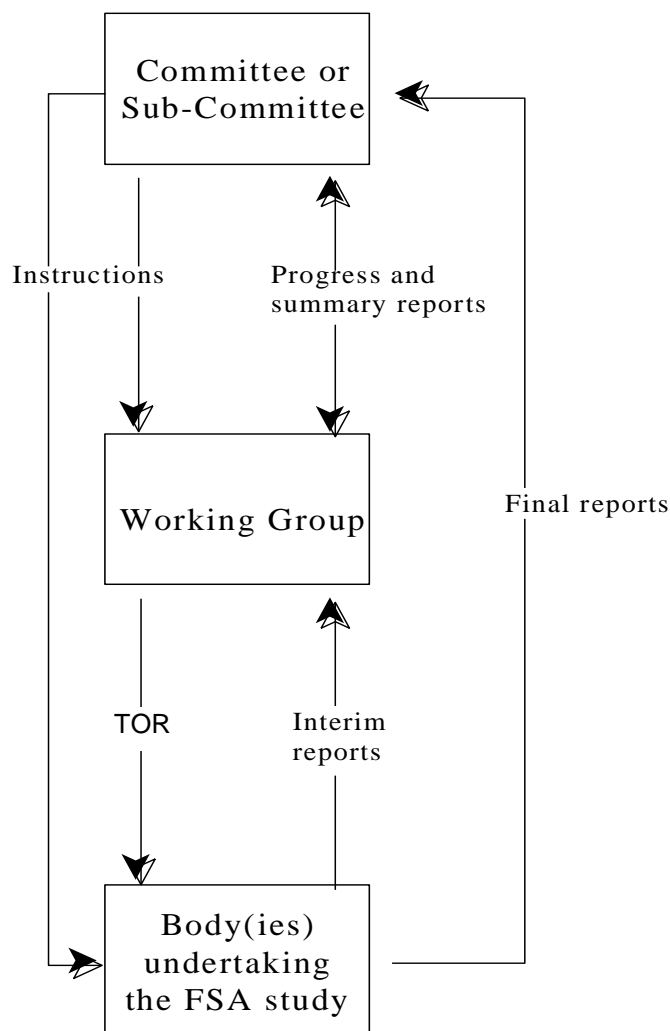 Committee or
Sub-Committee
Instructions
Progress and
summary reports
Working Group
Final reports
TOR
Interim
reports
Body(ies)
undertaking
the FSA study